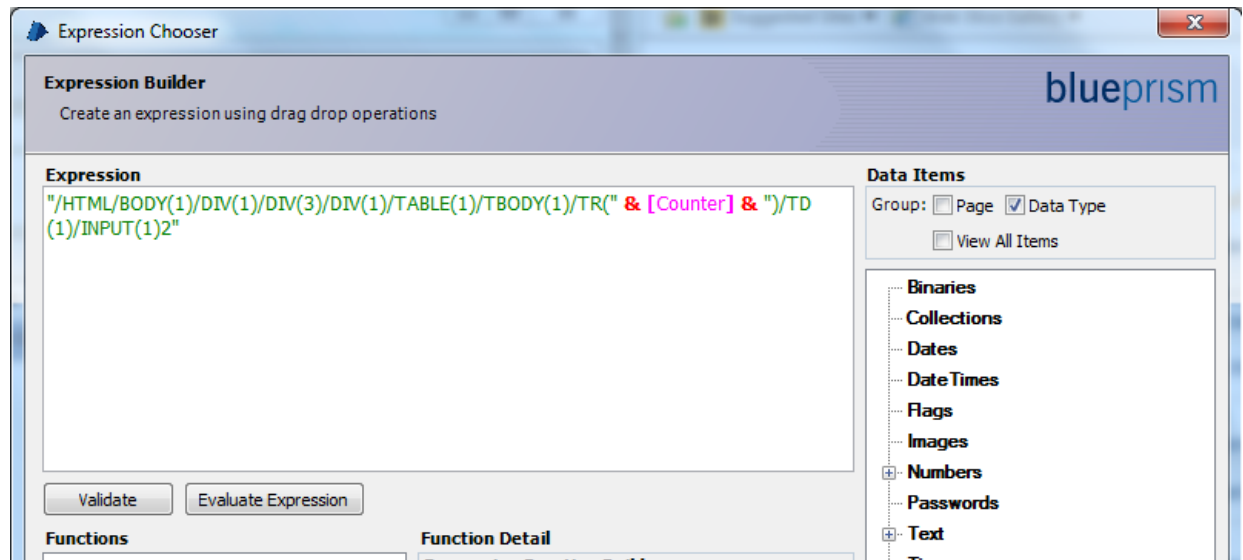 Expression Chooser
Expression Builder
Create an expression using drag drop operations
blueprism
Expression
"/HTML/BODY(1)/DIV(1)/DIV(3)/DIV(1)/TABLE(1)/TBODY(1)/TR(" & [Counter] & ")/TD
(1)/INPUT(1)2"
Validate
Evaluate Expression
Functions
Function Detail
Data Items
Group: Page Data Type
View All Items
Binaries
Collections
Dates
DateTimes
Flags
Images
Numbers
Passwords
Text